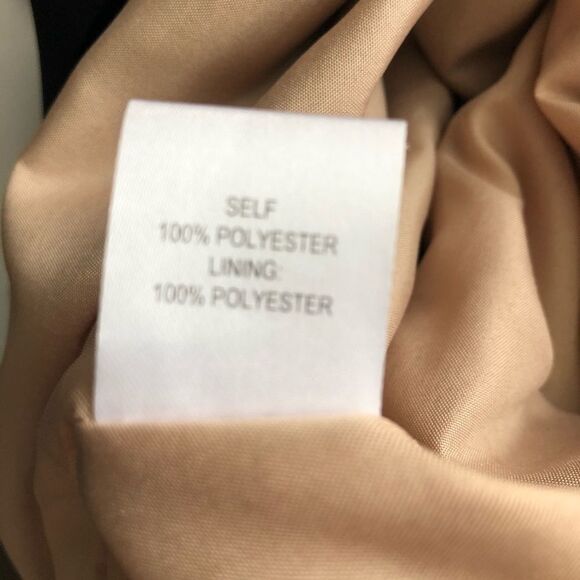 SELF
100% POLYESTER
LINING:
100% POLYESTER